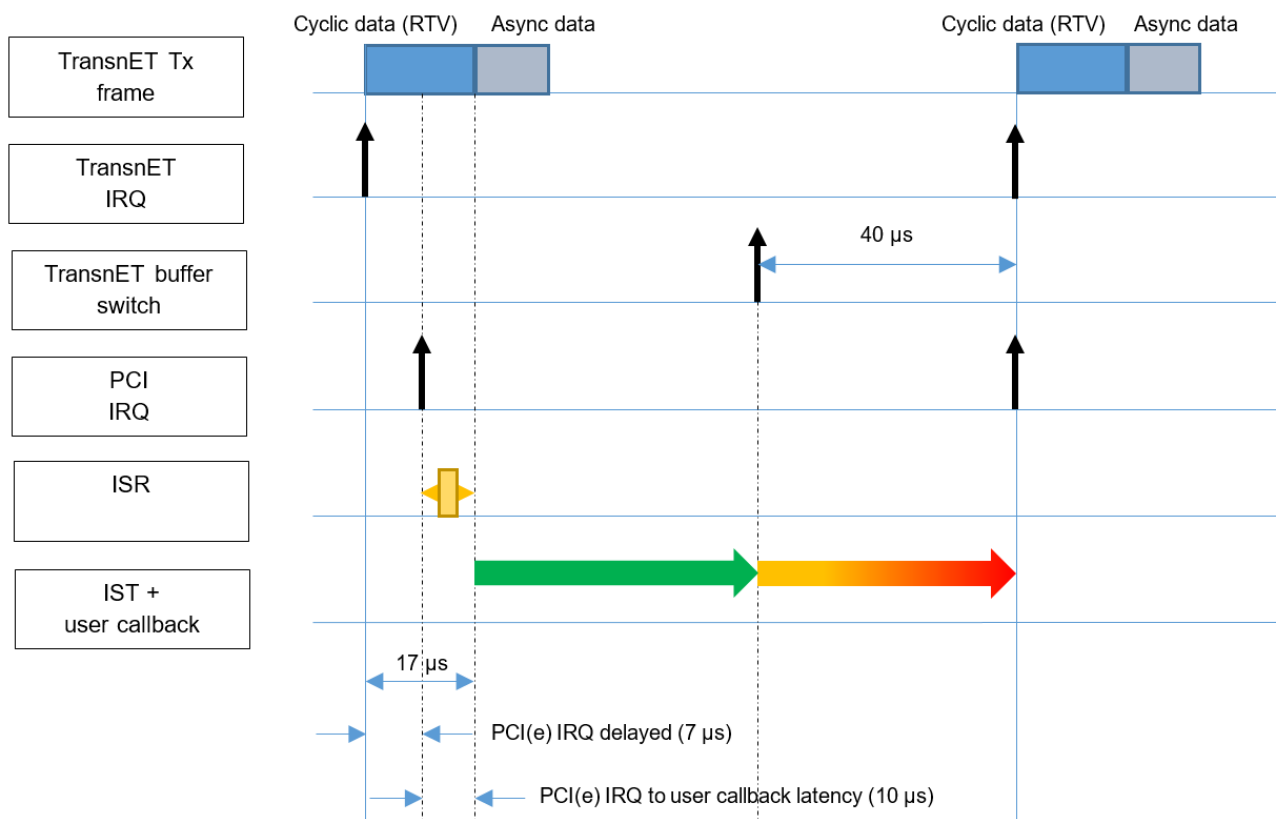 Cyclic data (RTV) Async data Cyclic data (RTV) Async data
TransnET Tx
frame
TransnET
IRQ
40 µs
TransnET buffer
switch
PCI
IRQ
ISR
IST +
user callback
17 µs
PCI(e) IRQ delayed (7 µs)
PCI(e) IRQ to user callback latency (10 µs)